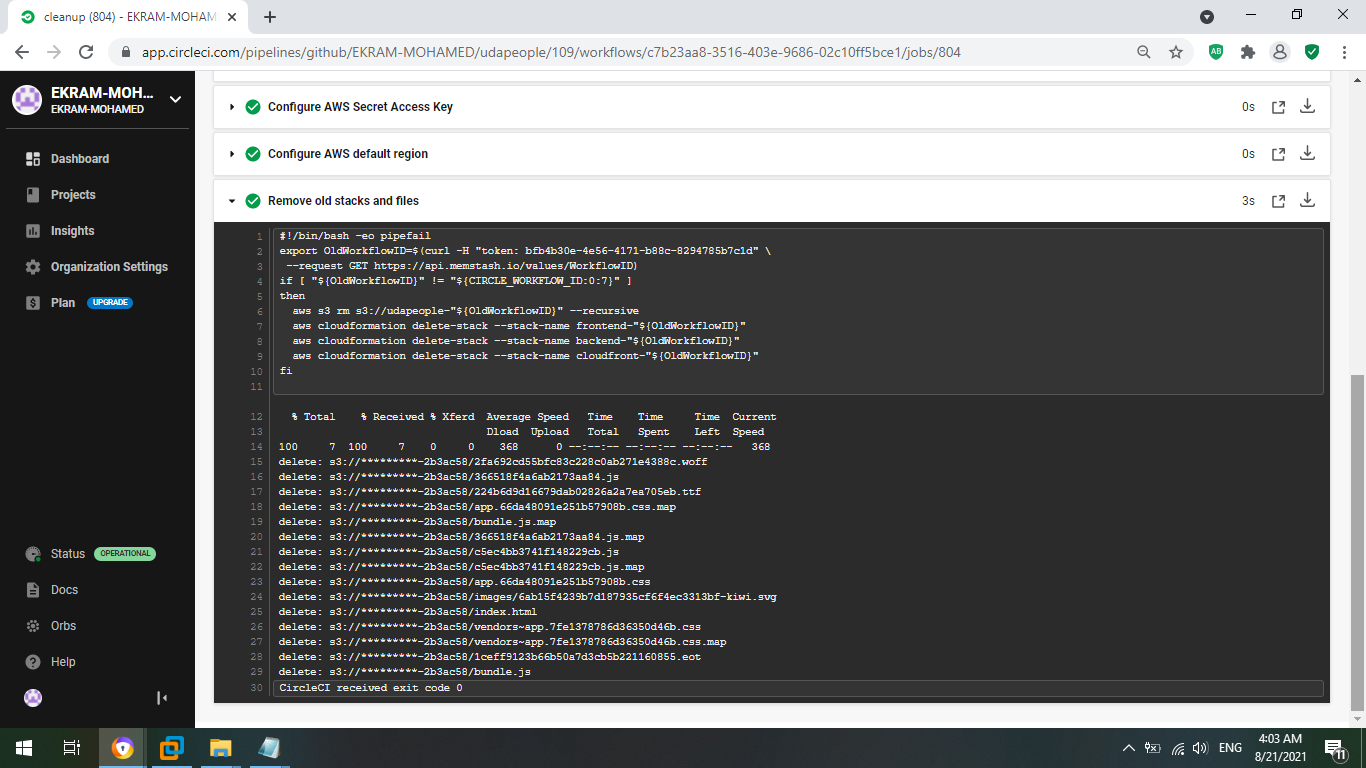 cleanup (804) - EKRAM-MOHAM
app.circleci.com/pipelines/github/EKRAM-MOHAMED/udapeople/109/workflows/c7b23aa8-3516-403e-9686-02c10ff5bce1/jobs/804
AB
EKRAM-MOH...
EKRAM-MOHAMED
Dashboard
Projects
Insights
Organization Settings
Plan UPGRADE
Status OPERATIONAL
Docs
Orbs
Help
Configure AWS Secret Access Key 0s
Configure AWS default region 0s
Remove old stacks and files 3s
1 #!/bin/bash -eo pipefail
2 export OldWorkflowID=$(curl -H "token: bfb4b30e-4e56-4171-b88c-8294785b7c1d" \
3 --request GET https://api.memstash.io/values/WorkflowID)
4 if [ "${OldWorkflowID}" != "${CIRCLE_WORKFLOW_ID:0:7}" ]
5 then
6 aws s3 rm s3://udapeople-"${OldWorkflowID}" --recursive
7 aws cloudformation delete-stack --stack-name frontend-"${OldWorkflowID}"
8 aws cloudformation delete-stack --stack-name backend-"${OldWorkflowID}"
9 aws cloudformation delete-stack --stack-name cloudfront-"${OldWorkflowID}"
10 fi
11
12 % Total % Received % Xferd Average Speed Time Time Time Current
13 Dload Upload Total Spent Left Speed
14 100 7 100 7 0 0 368 0 --:--:-- --:--:-- --:--:-- 368
15 delete: s3://*********-2b3ac58/2fa692cd55bfc83c228c0ab271e4388c.woff
16 delete: s3://*********-2b3ac58/366518f4a6ab2173aa84.js
17 delete: s3://*********-2b3ac58/224b6d9d16679dab02826a2a7ea705eb.ttf
18 delete: s3://*********-2b3ac58/app.66da48091e251b57908b.css.map
19 delete: s3://*********-2b3ac58/bundle.js.map
20 delete: s3://*********-2b3ac58/366518f4a6ab2173aa84.js.map
21 delete: s3://*********-2b3ac58/c5ec4bb3741f148229cb.js
22 delete: s3://*********-2b3ac58/c5ec4bb3741f148229cb.js.map
23 delete: s3://*********-2b3ac58/app.66da48091e251b57908b.css
24 delete: s3://*********-2b3ac58/images/6ab15f4239b7d187935cf6f4ec3313bf-kiwi.svg
25 delete: s3://*********-2b3ac58/index.html
26 delete: s3://*********-2b3ac58/vendors~app.7fe1378786d36350d46b.css
27 delete: s3://*********-2b3ac58/vendors~app.7fe1378786d36350d46b.css.map
28 delete: s3://*********-2b3ac58/1ceff9123b66b50a7d3cb5b221160855.eot
29 delete: s3://*********-2b3ac58/bundle.js
30 CircleCI received exit code 0
ENG
4:03 AM
8/21/2021
11